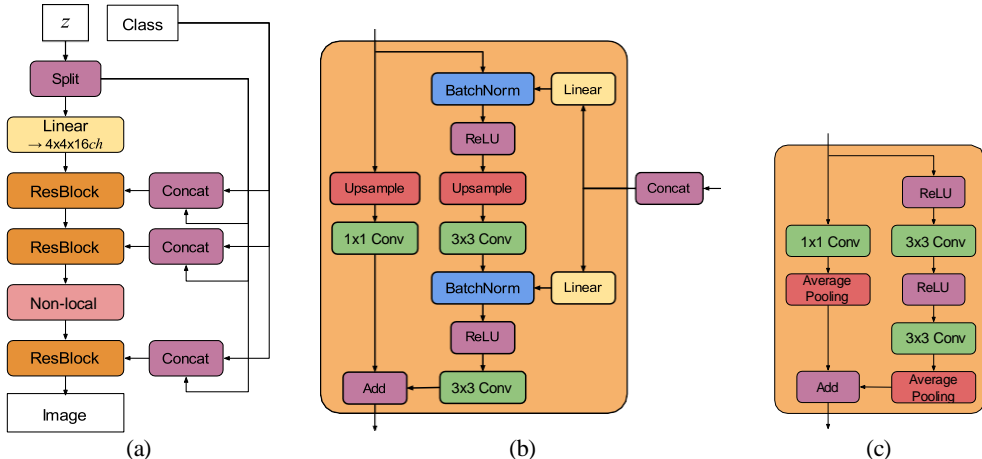 z
Class
Split
Linear
→ 4x4x16ch
ResBlock
Concat
ResBlock
Concat
Non-local
ResBlock
Concat
Image
(a)
BatchNorm
Linear
ReLU
Upsample
Upsample
Concat
1x1 Conv
3x3 Conv
BatchNorm
Linear
ReLU
Add
3x3 Conv
(b)
ReLU
1x1 Conv
3x3 Conv
Average
Pooling
ReLU
3x3 Conv
Add
Average
Pooling
(c)